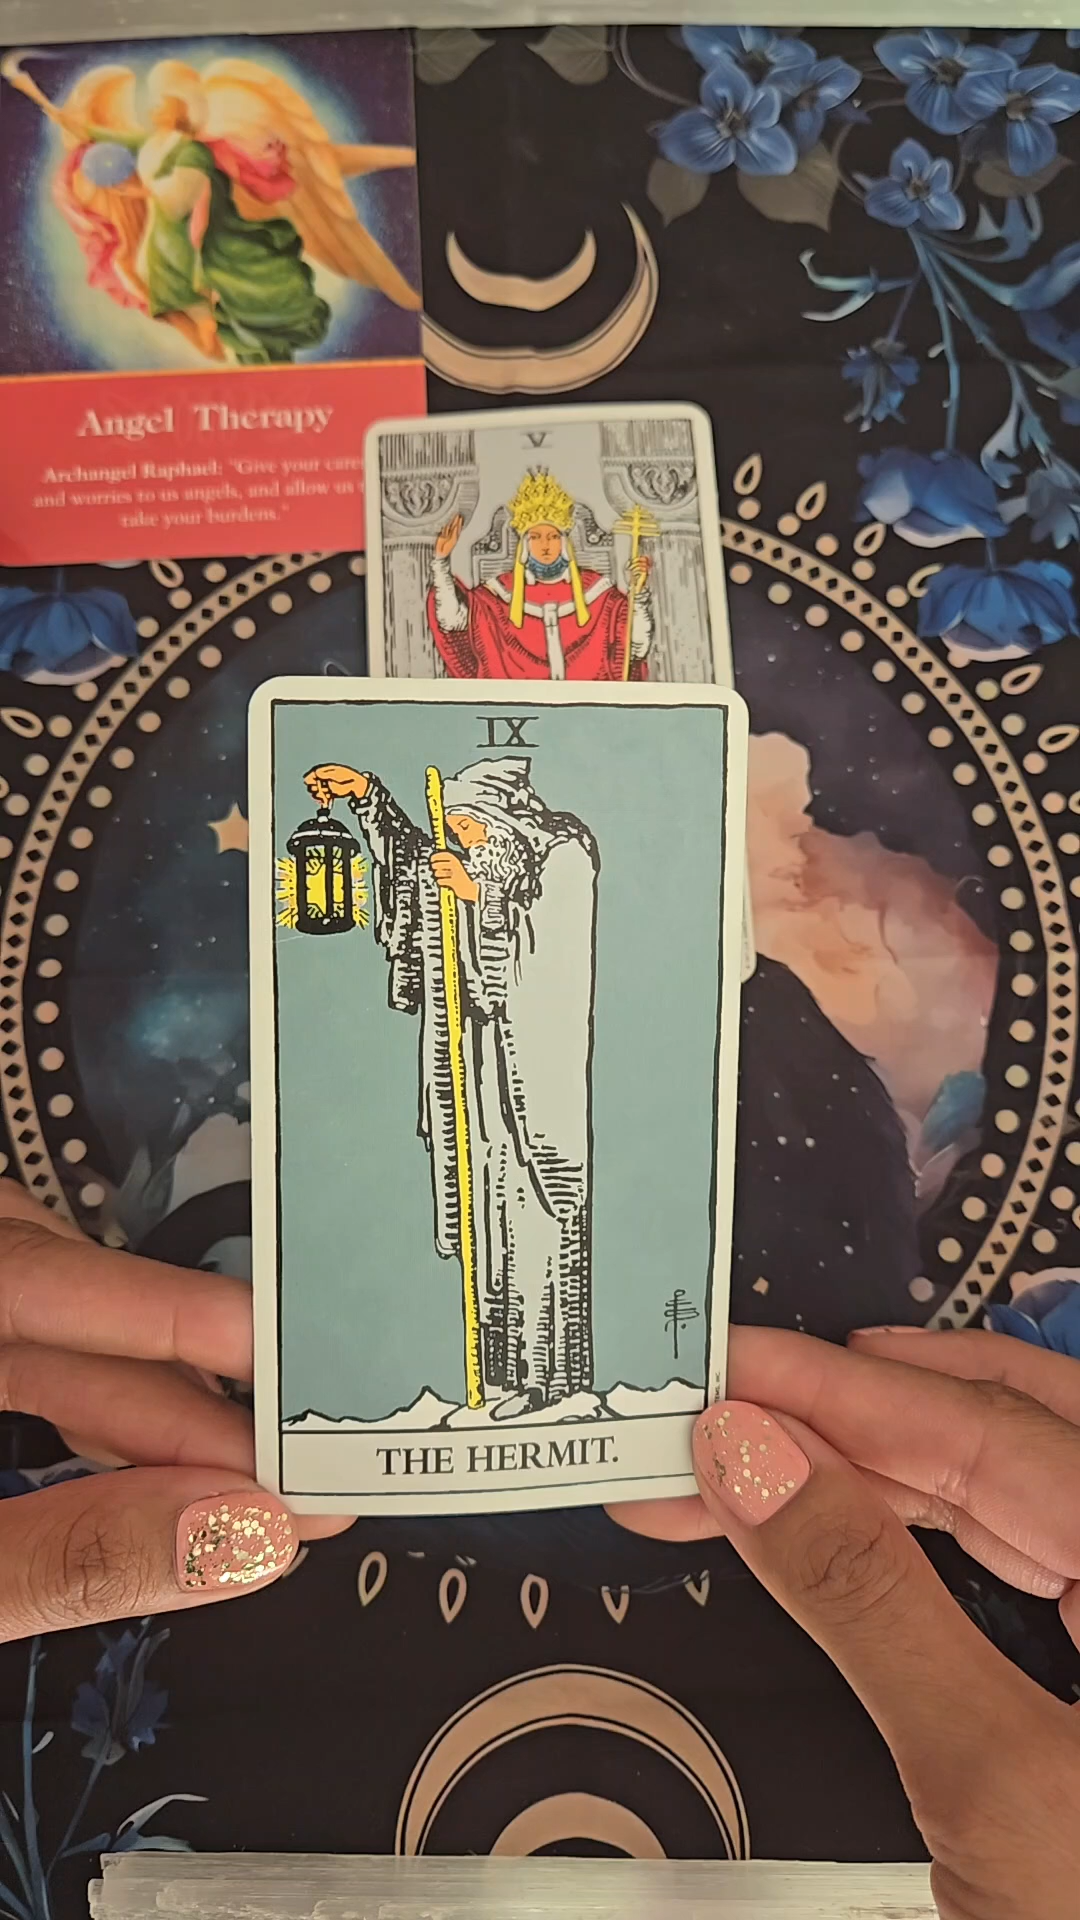 Angel Therapy
Archangel Raphael: "Give your cares
and worries to us angels, and allow us
take your burdens."
V
IX
THE HERMIT.